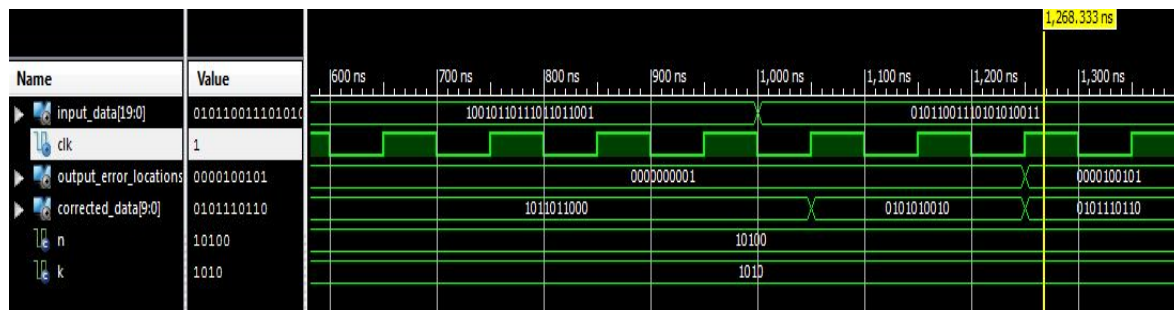 1,268.333 ns
Name Value 600 ns 700 ns 800 ns 900 ns 1,000 ns 1,100 ns 1,200 ns 1,300 ns
input_data[19:0] 010110011101010 10010110111011011001 01011001110101010011
clk 1
output_error_locations 0000100101 0000000001 0000100101
corrected_data[9:0] 0101110110 1011011000 0101010010 0101110110
n 10100 10100
k 1010 1010